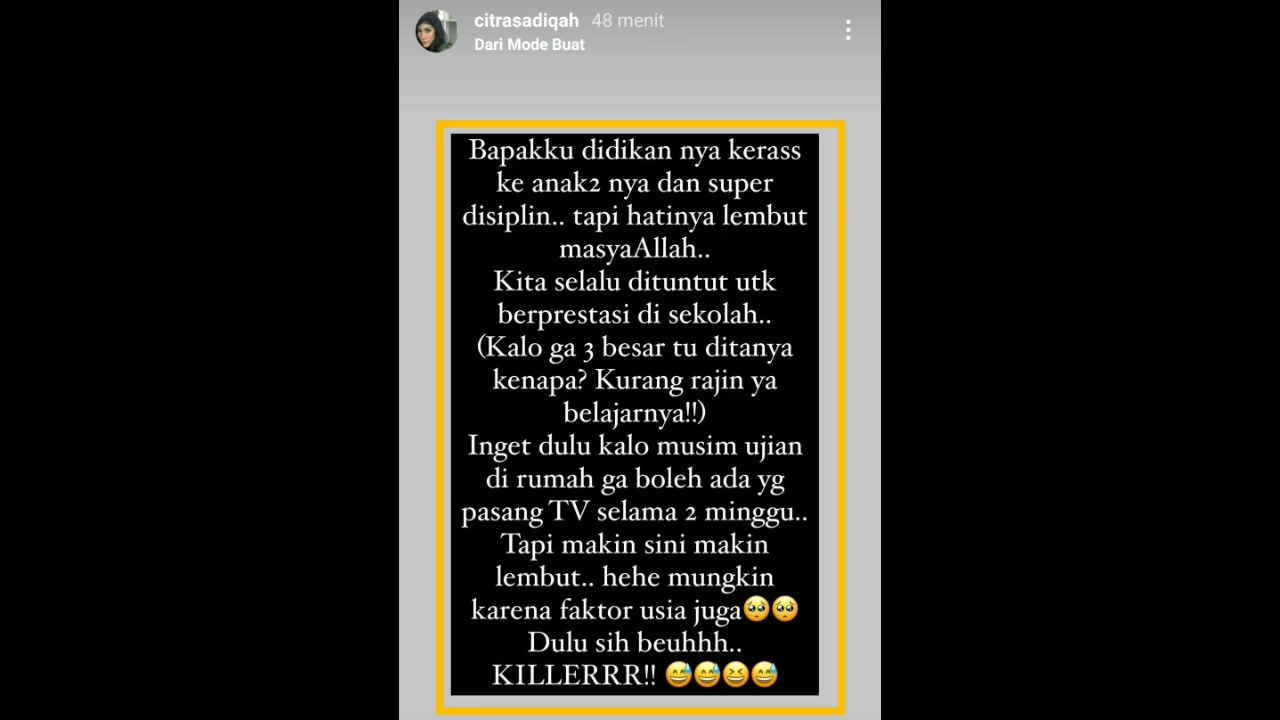 citrasadiqah 48 menit
Dari Mode Buat
Bapakku didikan nya kerass
ke anak2 nya dan super
disiplin.. tapi hatinya lembut
masyaAllah..
Kita selalu dituntut utk
berprestasi di sekolah..
(Kalo ga 3 besar tu ditanya
kenapa? Kurang rajin ya
belajarnya!!)
Inget dulu kalo musim ujian
di rumah ga boleh ada yg
pasang TV selama 2 minggu..
Tapi makin sini makin
lembut.. hehe mungkin
karena faktor usia juga🥺🥺
Dulu sih beuhhh..
KILLERRR!! 😅😅😆😅